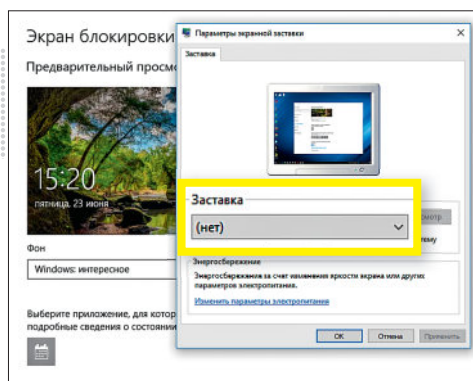 Экран блокировки
Предварительный просмо
15:20
пятница, 23 июня
Фон
Windows: интересное
Выберите приложение, для котор
подробные сведения о состоянии
Параметры экранной заставки
Заставка
Заставка
(нет)
Энергосбережение
Энергосбережение за счет изменения яркости экрана или других
параметров электропитания.
Изменить параметры электропитания
ОК Отмена Применить